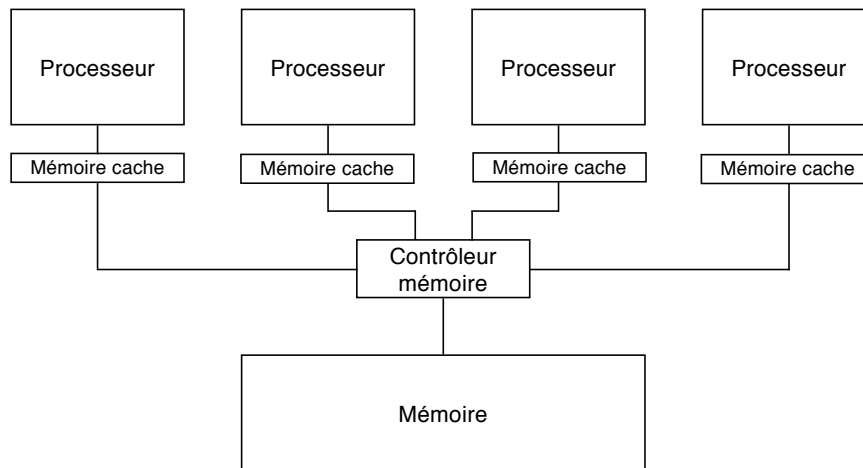 Processeur
Processeur
Processeur
Processeur
Mémoire cache
Mémoire cache
Mémoire cache
Mémoire cache
Contrôleur
mémoire
Mémoire